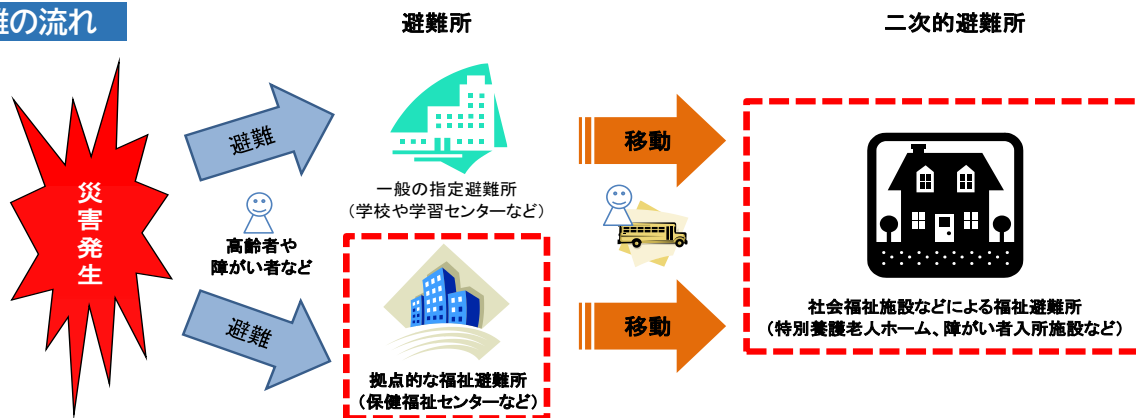 難の流れ
避難所
二次的避難所
災害発生
避難
高齢者や
障がい者など
避難
一般の指定避難所
（学校や学習センターなど）
拠点的な福祉避難所
（保健福祉センターなど）
移動
移動
社会福祉施設などによる福祉避難所
（特別養護老人ホーム、障がい者入所施設など）